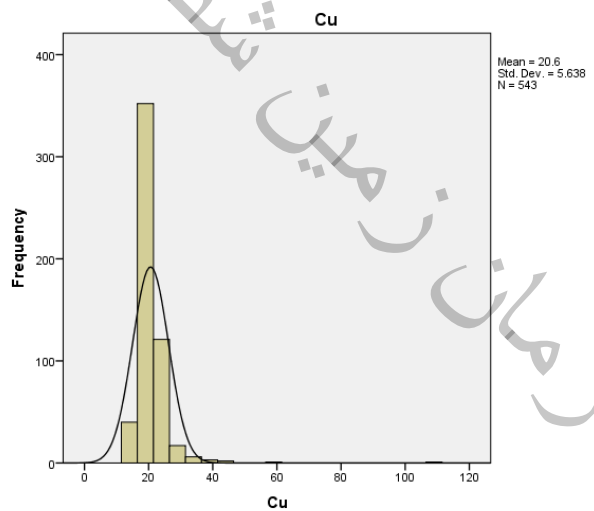 Cu
Mean = 20.6
Std. Dev. = 5.638
N = 543
400
300
200
100
0
Frequency
0 20 40 60 80 100 120
Cu
زمین